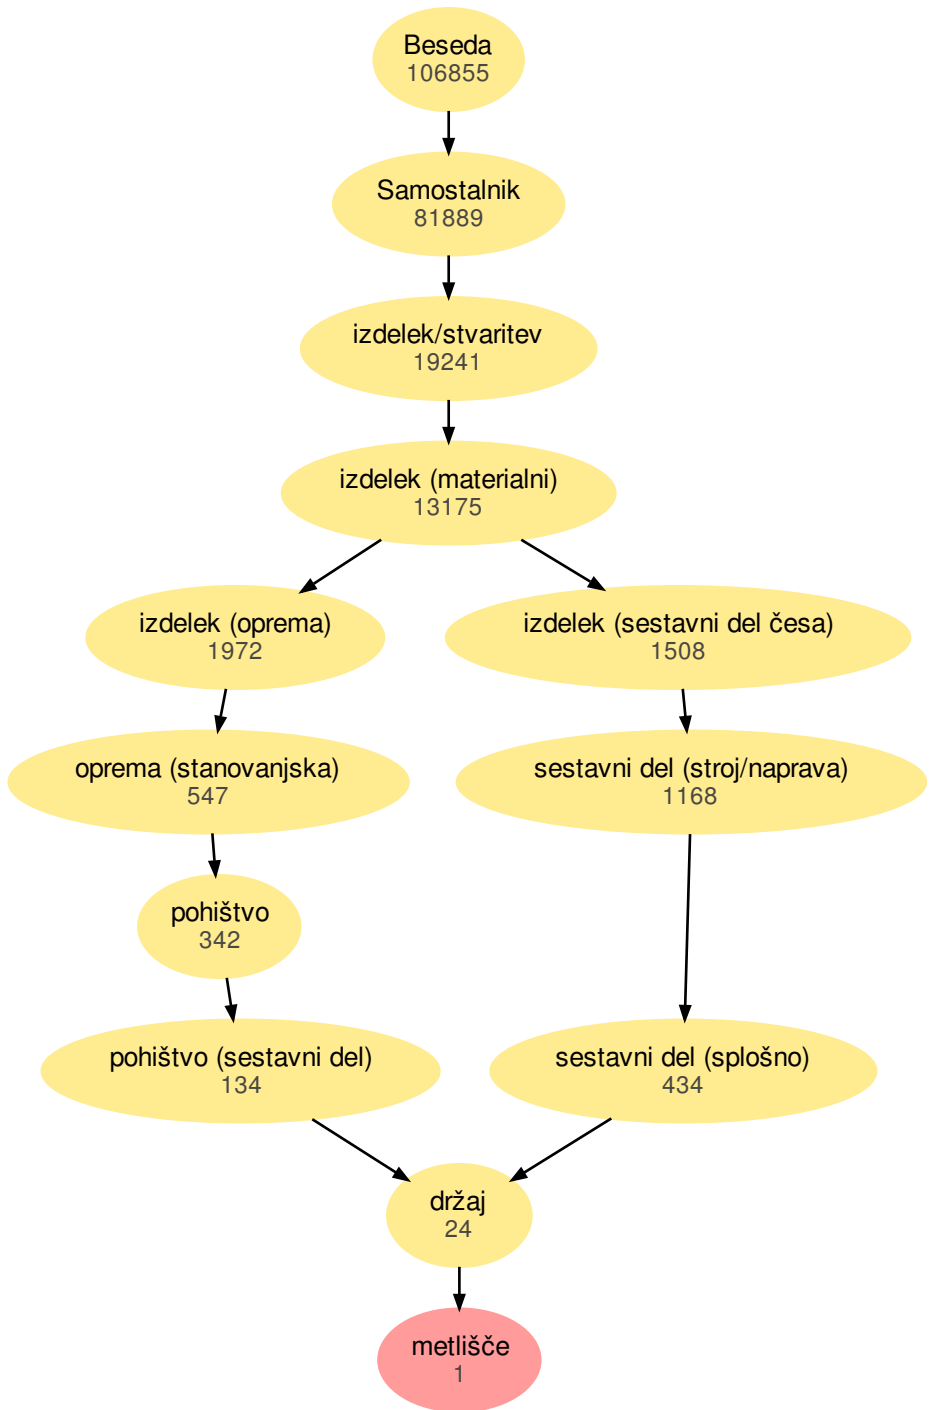 Beseda
106855
Samostalnik
81889
izdelek/stvaritev
19241
izdelek (materialni)
13175
izdelek (oprema)
1972
izdelek (sestavni del česa)
1508
oprema (stanovanjska)
547
sestavni del (stroj/naprava)
1168
pohištvo
342
pohištvo (sestavni del)
134
sestavni del (splošno)
434
držaj
24
metlišče
1